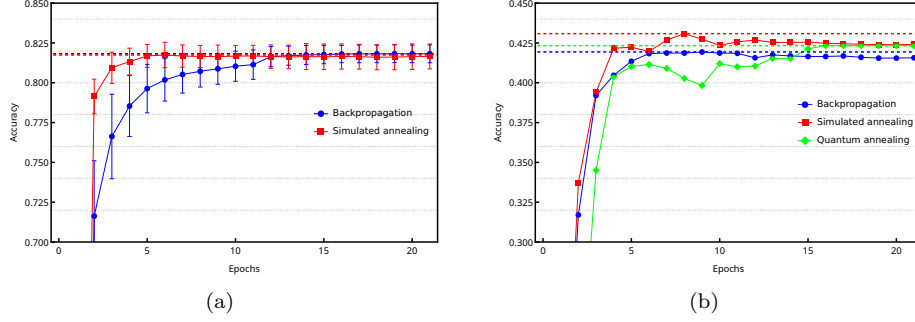 0.850
0.825
0.800
0.775
0.750
0.725
0.700
Accuracy
0
5
10
15
20
Epochs
Backpropagation
Simulated annealing
(a)
0.450
0.425
0.400
0.375
0.350
0.325
0.300
Accuracy
0
5
10
15
20
Epochs
Backpropagation
Simulated annealing
Quantum annealing
(b)